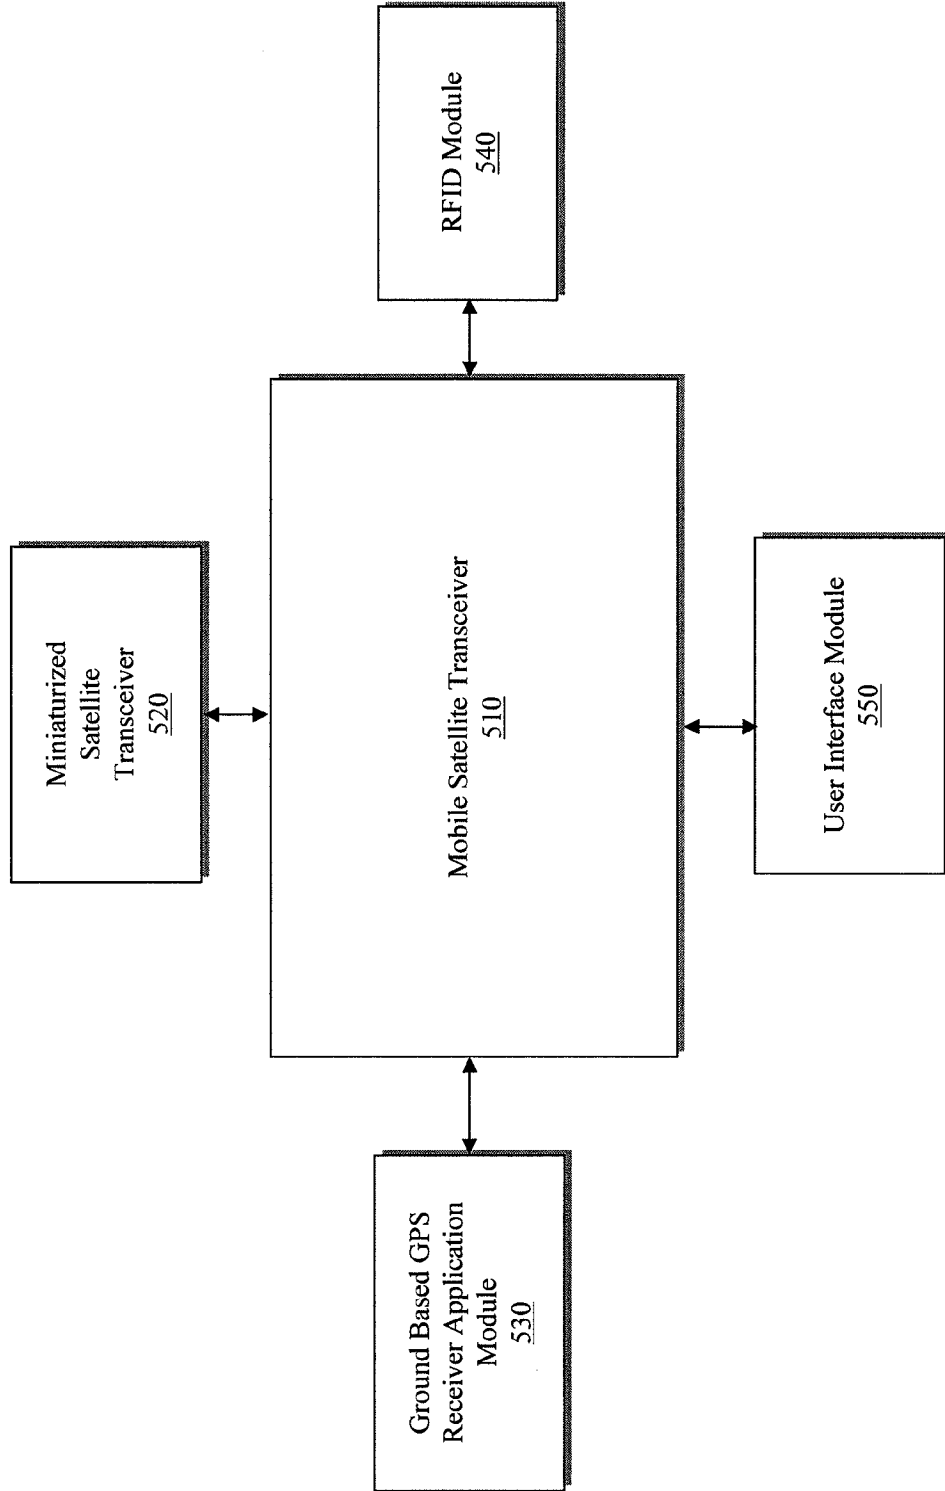 Miniaturized
Satellite
Transceiver
520
Ground Based GPS
Receiver Application
Module
530
Mobile Satellite Transceiver
510
RFID Module
540
User Interface Module
550